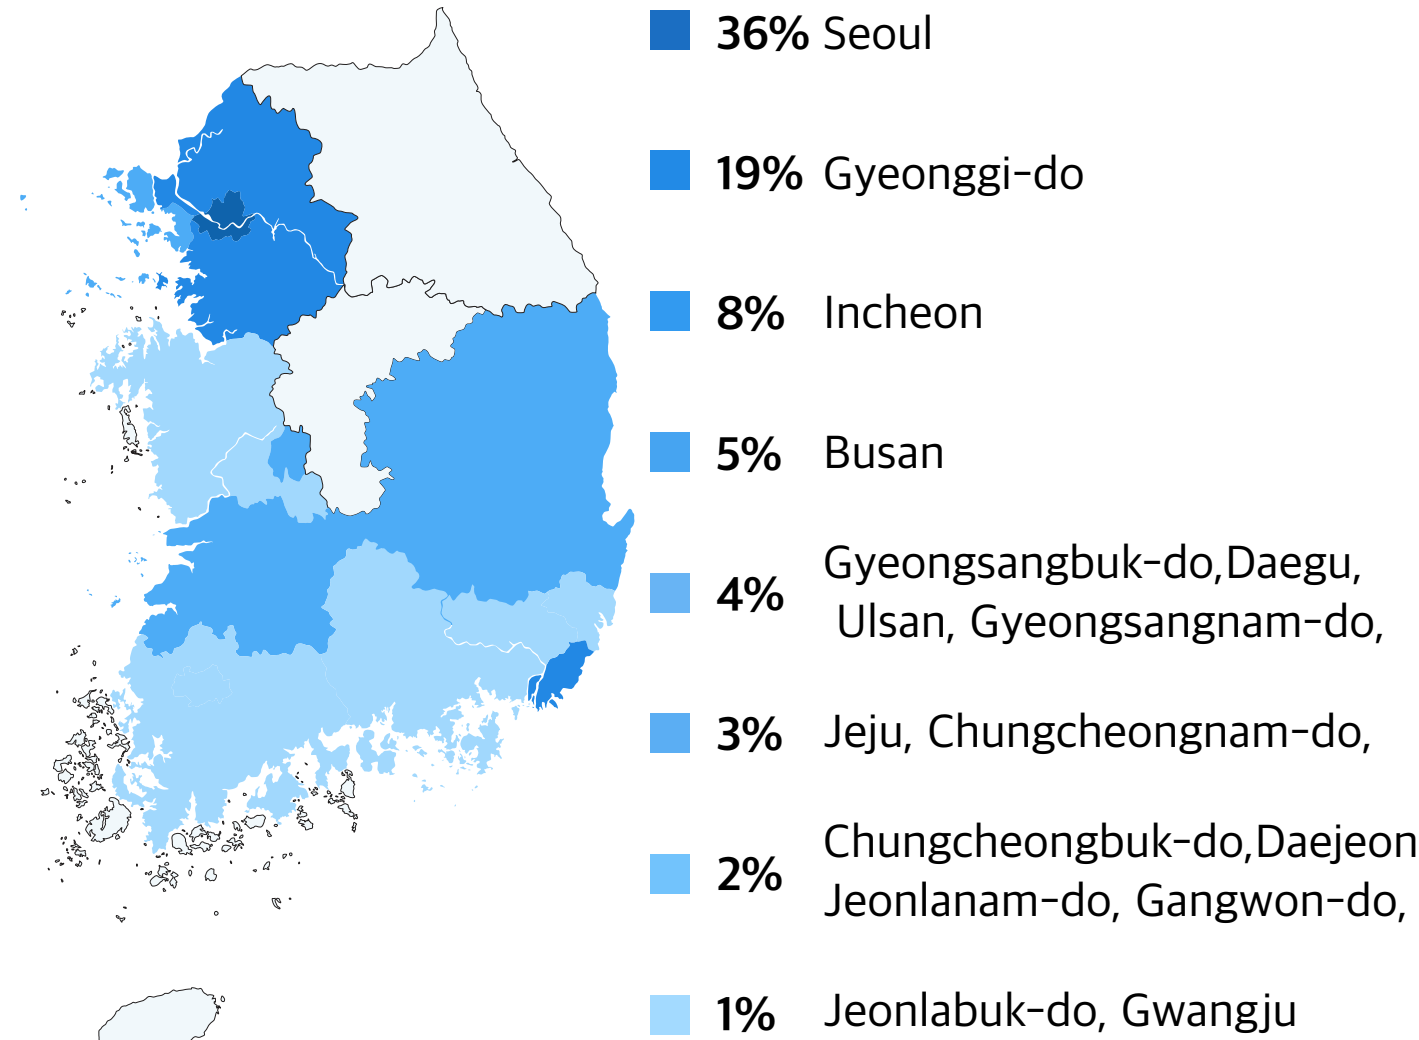 36% Seoul
19% Gyeonggi-do
8% Incheon
5% Busan
4% Gyeongsangbuk-do,Daegu,
Ulsan, Gyeongsangnam-do,
3% Jeju, Chungcheongnam-do,
2% Chungcheongbuk-do,Daejeon
Jeonlanam-do, Gangwon-do,
1% Jeonlabuk-do, Gwangju